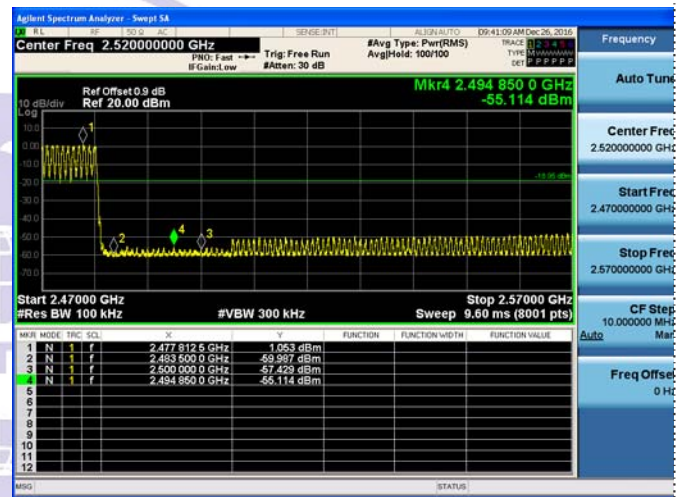 Agilent Spectrum Analyzer - Swept SA
RL RF 50 Ω AC SENSE:INT ALIGN AUTO 09:41:09 AM Dec 26, 2016
Center Freq 2.520000000 GHz
PNO: Fast
IFGain:Low
Trig: Free Run
#Atten: 30 dB
#Avg Type: Pwr(RMS)
Avg|Hold: 100/100
TRACE 1 2 3 4 5 6
TYPE M
DET P P P P P P
Ref Offset 0.9 dB
Ref 20.00 dBm
10 dB/div
Log
Mkr4 2.494 850 0 GHz
-55.114 dBm
10.0
0.00
-10.0
-20.0
-30.0
-40.0
-50.0
-60.0
-70.0
-18.95 dBm
1
2
4
3
Start 2.47000 GHz
Stop 2.57000 GHz
#Res BW 100 kHz
#VBW 300 kHz
Sweep 9.60 ms (8001 pts)
MKR MODE TRC SCL X Y FUNCTION FUNCTION WIDTH FUNCTION VALUE
1 N 1 f 2.477 812 5 GHz 1.053 dBm
2 N 1 f 2.483 500 0 GHz -59.987 dBm
3 N 1 f 2.500 000 0 GHz -57.429 dBm
4 N 1 f 2.494 850 0 GHz -55.114 dBm
5
6
7
8
9
10
11
12
MSG STATUS
Frequency
Auto Tune
Center Freq
2.520000000 GHz
Start Freq
2.470000000 GHz
Stop Freq
2.570000000 GHz
CF Step
10.000000 MHz
Auto Man
Freq Offset
0 Hz